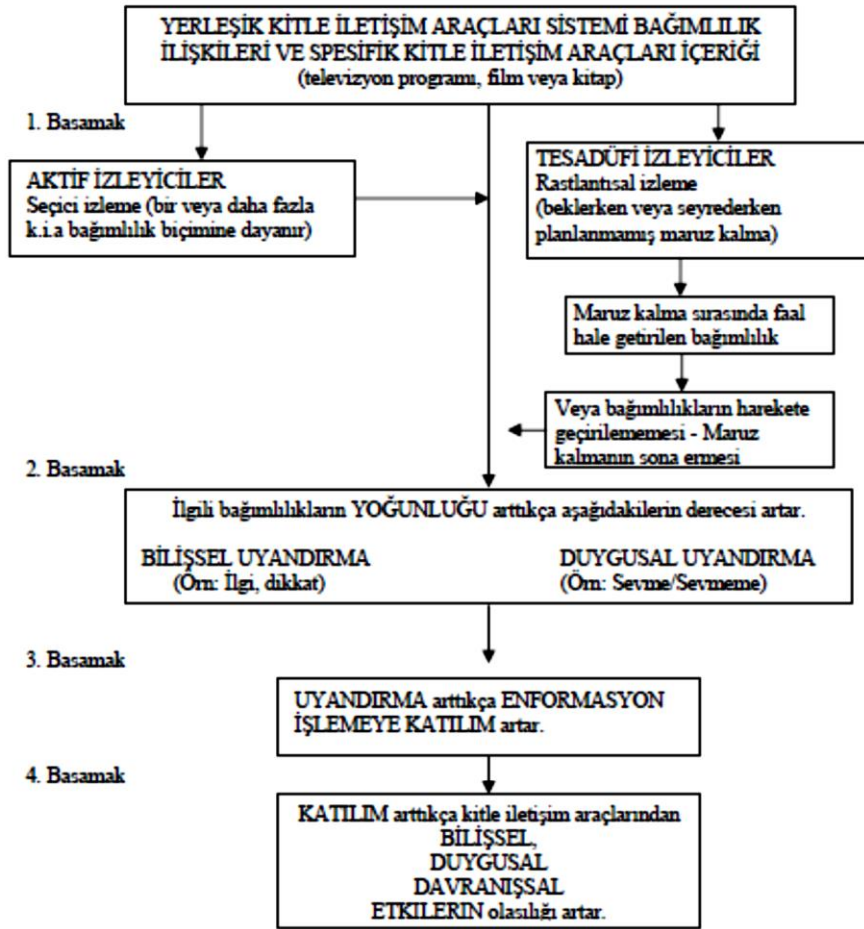 YERLEŞİK KİTLE İLETİŞİM ARAÇLARI SİSTEMİ BAĞIMLILIK
İLİŞKİLERİ VE SPESİFİK KİTLE İLETİŞİM ARAÇLARI İÇERİĞİ
(televizyon programı, film veya kitap)
1. Basamak
AKTİF İZLEYİCİLER
Seçici izleme (bir veya daha fazla
k.i.a bağımlılık biçimine dayanır)
TESADÜFİ İZLEYİCİLER
Rastlantısal izleme
(beklerken veya seyrederken
planlanmamış maruz kalma)
Maruz kalma sırasında faal
hale getirilen bağımlılık
Veya bağımlılıkların harekete
geçirilememesi - Maruz
kalmanın sona ermesi
2. Basamak
İlgili bağımlılıkların YOĞUNLUĞU arttıkça aşağıdakilerin derecesi artar.
BİLİŞSEL UYANDIRMA
(Örn: İlgi, dikkat)
DUYGUSAL UYANDIRMA
(Örn: Sevme/Sevmeme)
3. Basamak
UYANDIRMA arttıkça ENFORMASYON
İŞLEMEYE KATILIM artar.
4. Basamak
KATILIM arttıkça kitle iletişim araçlarından
BİLİŞSEL,
DUYGUSAL
DAVRANIŞSAL
ETKİLERİN olasılığı artar.